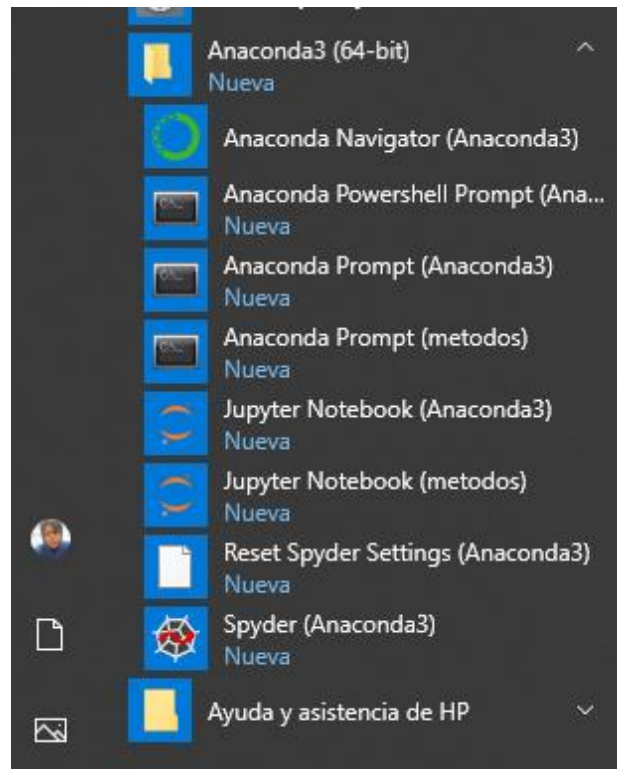 Anaconda3 (64-bit)
Nueva
Anaconda Navigator (Anaconda3)
Anaconda Powershell Prompt (Ana...
Nueva
Anaconda Prompt (Anaconda3)
Nueva
Anaconda Prompt (metodos)
Nueva
Jupyter Notebook (Anaconda3)
Nueva
Jupyter Notebook (metodos)
Nueva
Reset Spyder Settings (Anaconda3)
Nueva
Spyder (Anaconda3)
Nueva
Ayuda y asistencia de HP